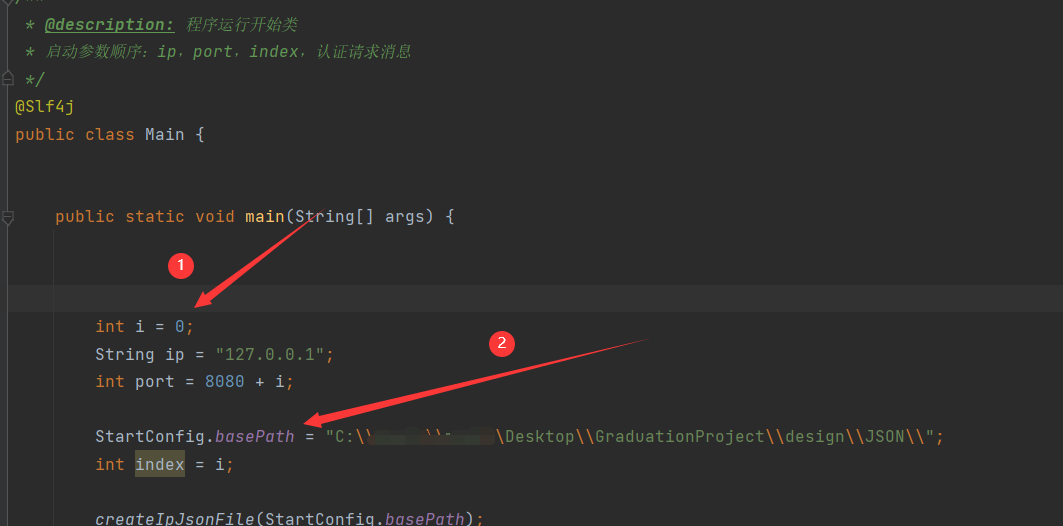 /**
* @description: 程序运行开始类
* 启动参数顺序：ip，port，index，认证请求消息
*/
@Slf4j
public class Main {
public static void main(String[] args) {
1
int i = 0;
2
String ip = "127.0.0.1";
int port = 8080 + i;
StartConfig.basePath = "C:\\ \\ \Desktop\\GraduationProject\\design\\JSON\\";
int index = i;
createIpJsonFile(StartConfig.basePath);